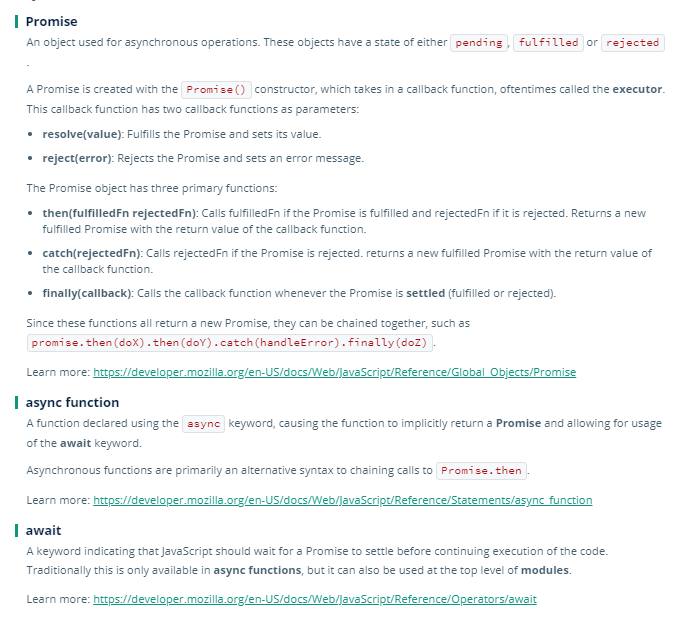 Promise
An object used for asynchronous operations. These objects have a state of either pending, fulfilled or rejected
.
A Promise is created with the Promise() constructor, which takes in a callback function, oftentimes called the executor.
This callback function has two callback functions as parameters:
• resolve(value): Fulfills the Promise and sets its value.
• reject(error): Rejects the Promise and sets an error message.
The Promise object has three primary functions:
• then(fulfilledFn rejectedFn): Calls fulfilledFn if the Promise is fulfilled and rejectedFn if it is rejected. Returns a new
fulfilled Promise with the return value of the callback function.
• catch(rejectedFn): Calls rejectedFn if the Promise is rejected. returns a new fulfilled Promise with the return value of
the callback function.
• finally(callback): Calls the callback function whenever the Promise is settled (fulfilled or rejected).
Since these functions all return a new Promise, they can be chained together, such as
promise.then(doX).then(doY).catch(handleError).finally(doZ).
Learn more: https://developer.mozilla.org/en-US/docs/Web/JavaScript/Reference/Global_Objects/Promise
async function
A function declared using the async keyword, causing the function to implicitly return a Promise and allowing for usage
of the await keyword.
Asynchronous functions are primarily an alternative syntax to chaining calls to Promise.then.
Learn more: https://developer.mozilla.org/en-US/docs/Web/JavaScript/Reference/Statements/async_function
await
A keyword indicating that JavaScript should wait for a Promise to settle before continuing execution of the code.
Traditionally this is only available in async functions, but it can also be used at the top level of modules.
Learn more: https://developer.mozilla.org/en-US/docs/Web/JavaScript/Reference/Operators/await